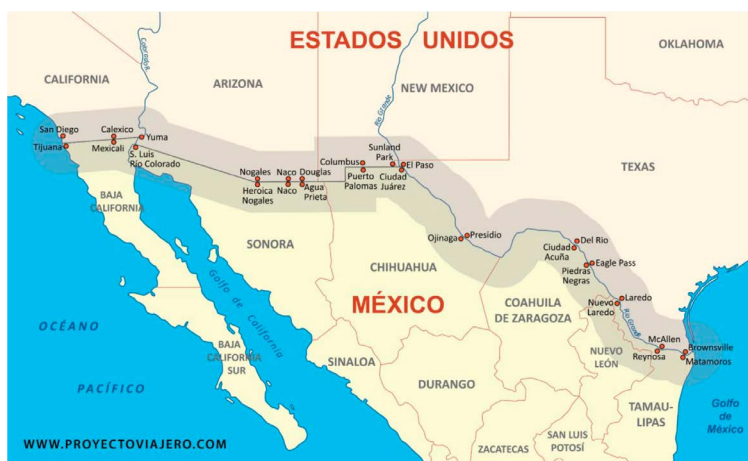 ESTADOS UNIDOS
OKLAHOMA
Colorado R.
CALIFORNIA
ARIZONA
NEW MEXICO
Río Grande
San Diego
Calexico
Yuma
Tijuana
Mexicali
S. Luis
Río Colorado
Sunland
Park
Columbus
El Paso
Puerto
Palomas
Ciudad
Juárez
TEXAS
Nogales
Naco
Douglas
Heroica
Nogales
Naco
Agua
Prieta
BAJA
CALIFORNIA
SONORA
Ojinaga
Presidio
Del Rio
Ciudad
Acuña
Eagle Pass
Piedras
Negras
CHIHUAHUA
MÉXICO
Golfo de California
COAHUILA
DE ZARAGOZA
Nuevo
Laredo
Laredo
Río Grande
OCÉANO
PACÍFICO
BAJA
CALIFORNIA
SUR
SINALOA
DURANGO
NUEVO
LEÓN
McAllen
Reynosa
Brownsville
Matamoros
TAMAU-
LIPAS
Golfo
de
México
ZACATECAS
SAN LUIS
POTOSÍ
WWW.PROYECTOVIAJERO.COM